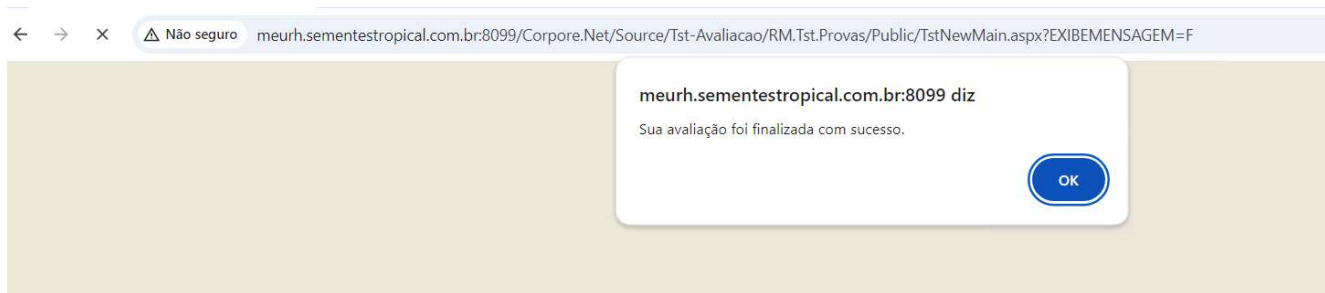 Não seguro meurh.sementestropical.com.br:8099/Corpore.Net/Source/Tst-Avaliacao/RM.Tst.Provas/Public/TstNewMain.aspx?EXIBEMENSAGEM=F
meurh.sementestropical.com.br:8099 diz
Sua avaliação foi finalizada com sucesso.
OK